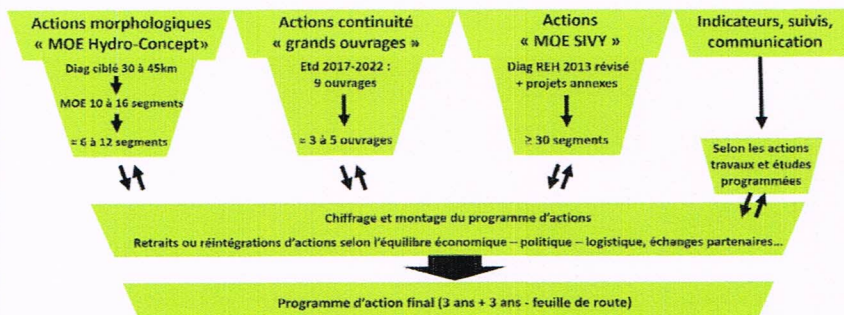 Actions morphologiques
« MOE Hydro-Concept»
Diag ciblé 30 à 45km
MOE 10 à 16 segments
= 6 à 12 segments
Actions continuité
« grands ouvrages »
Etd 2017-2022 :
9 ouvrages
= 3 à 5 ouvrages
Actions
« MOE SIVY »
Diag REH 2013 révisé
+ projets annexes
≥ 30 segments
Indicateurs, suivis,
communication
Selon les actions
travaux et études
programmées
Chiffrage et montage du programme d'actions
Retraits ou réintégrations d'actions selon l'équilibre économique – politique – logistique, échanges partenaires...
Programme d'action final (3 ans + 3 ans - feuille de route)